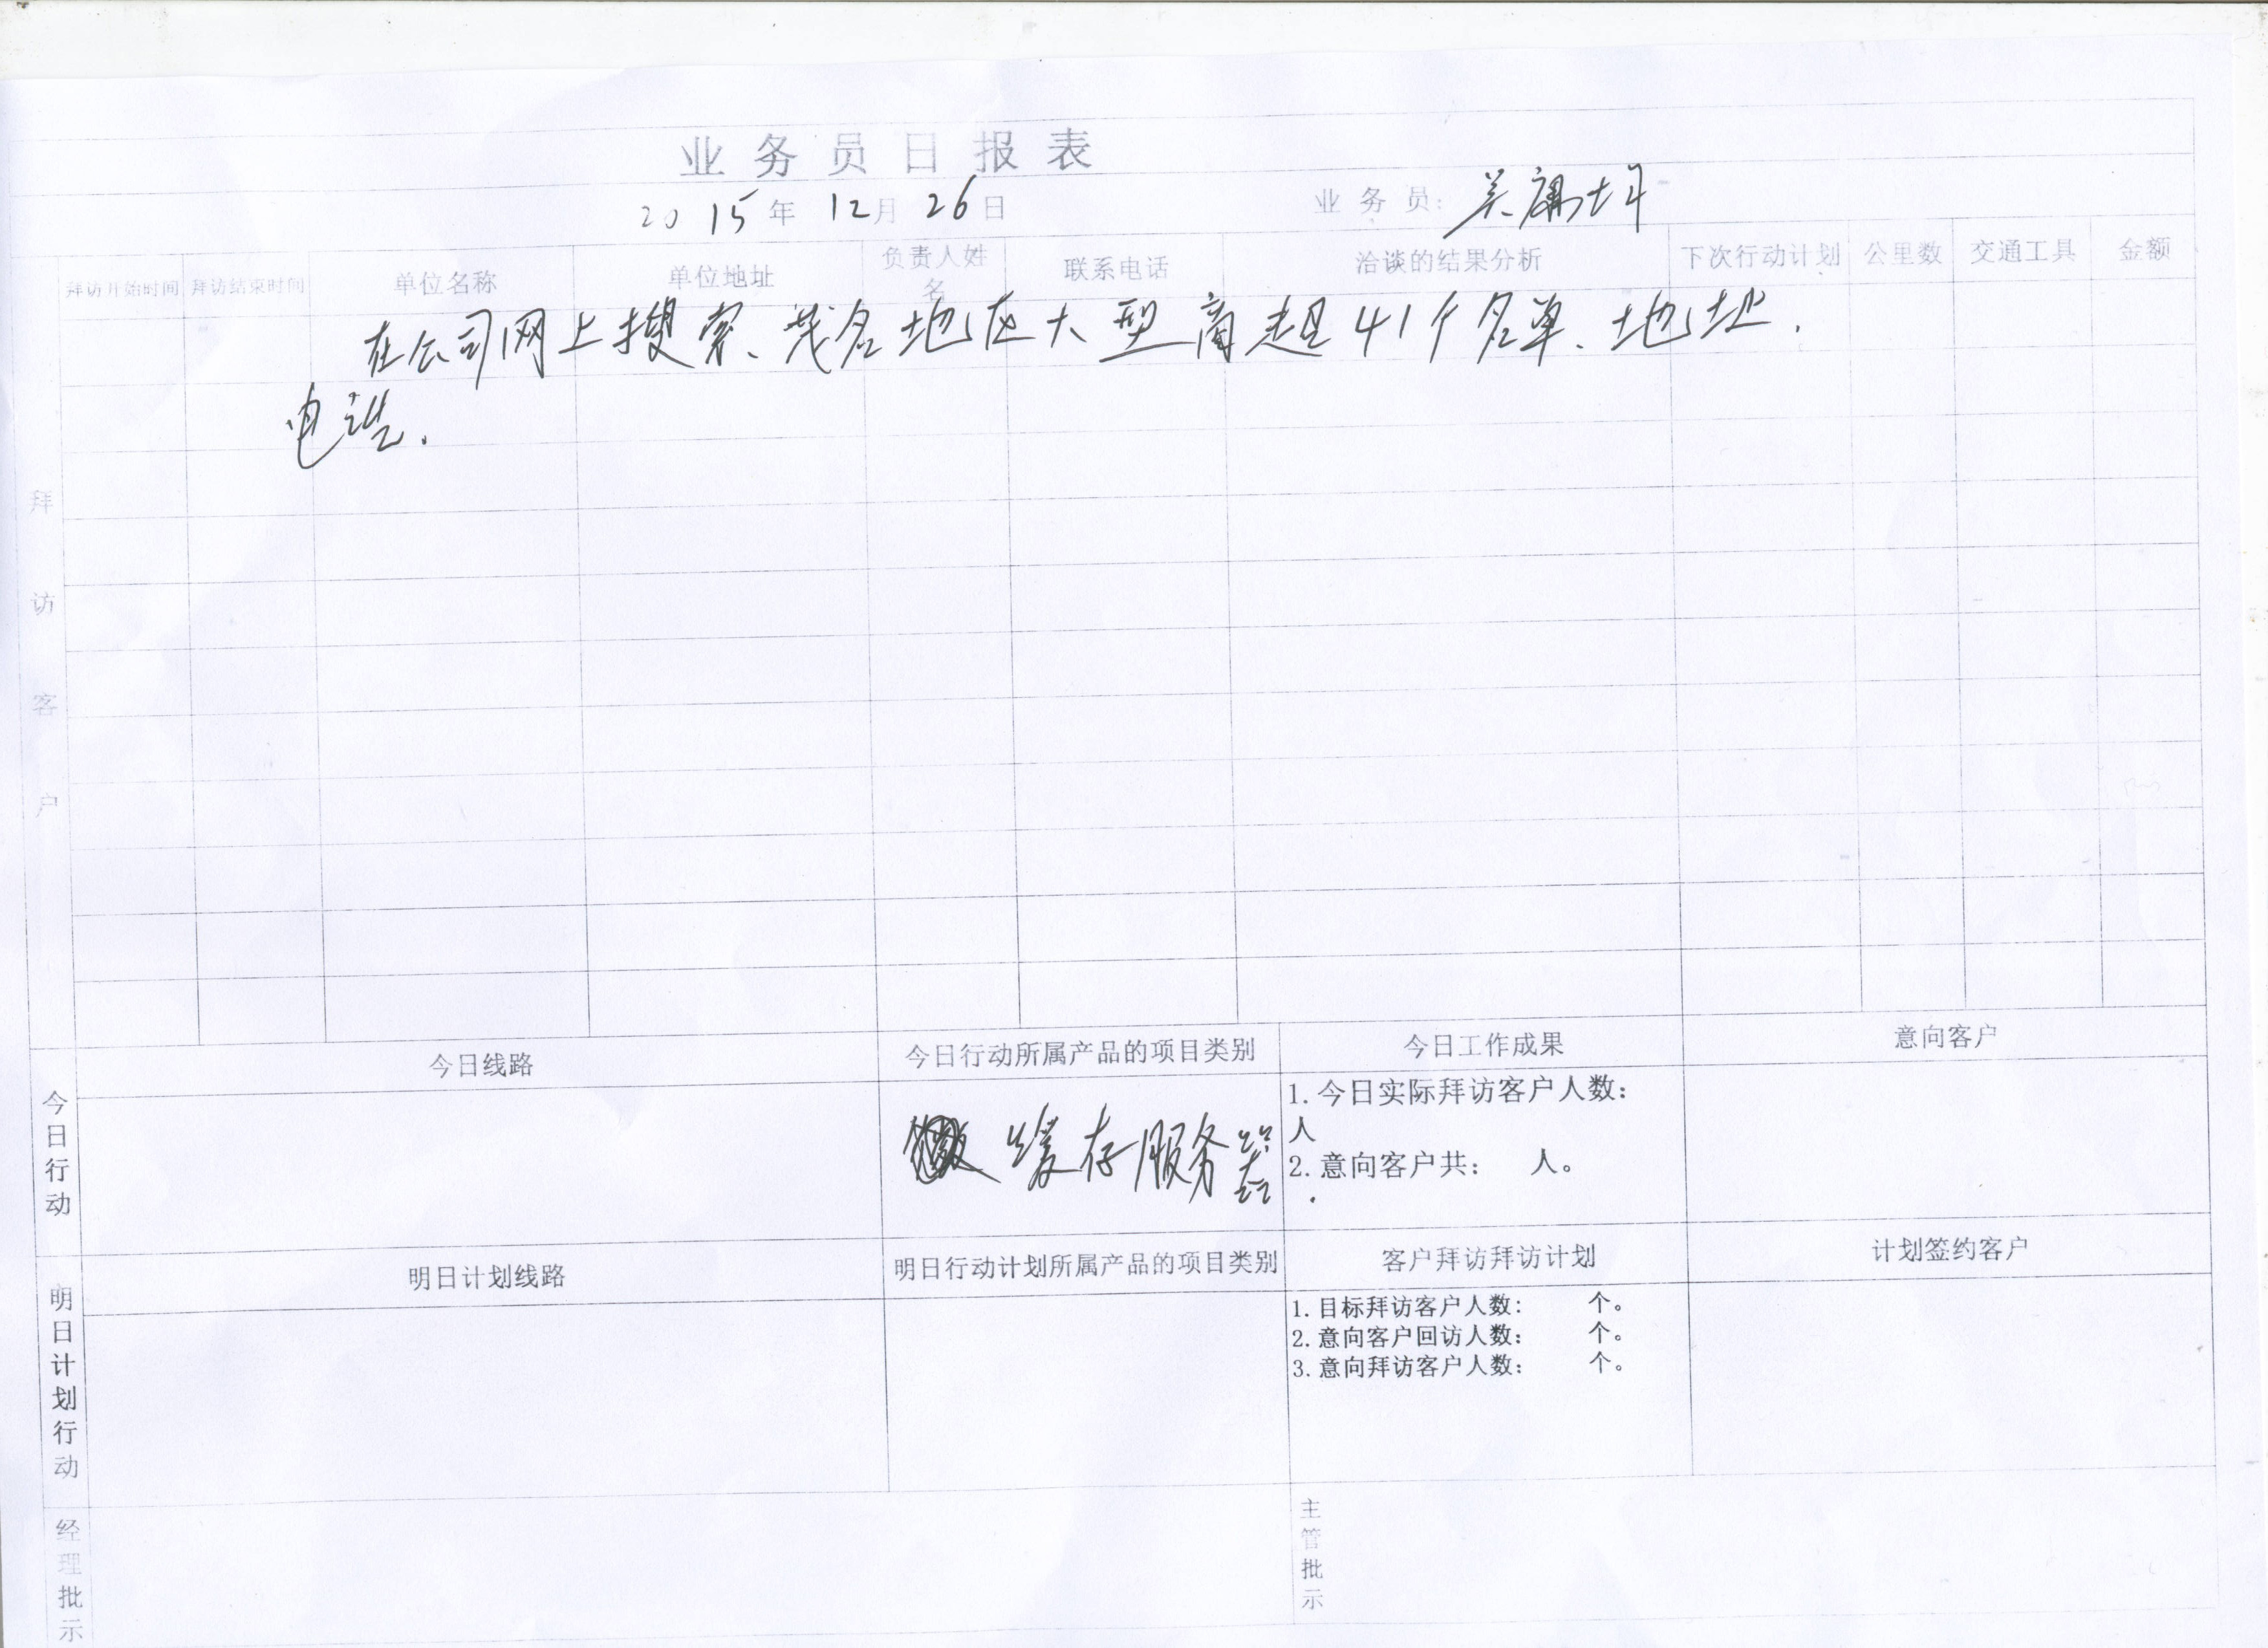 业务员日报表
2015年12月26日
业务员：吴
拜访开始时间 拜访结束时间 单位名称 单位地址 负责人姓名 联系电话 洽谈的结果分析 下次行动计划 公里数 交通工具 金额
在公司网上搜索、茂名地区大型商超41个名单、地址.
电话.
拜访客户
今日行动
今日线路 今日行动所属产品的项目类别 今日工作成果 意向客户
缓存服务器.
1.今日实际拜访客户人数：
人
2.意向客户共： 人。
明日计划行动
明日计划线路 明日行动计划所属产品的项目类别 客户拜访拜访计划 计划签约客户
1.目标拜访客户人数： 个。
2.意向客户回访人数： 个。
3.意向拜访客户人数： 个。
经理批示
主管批示